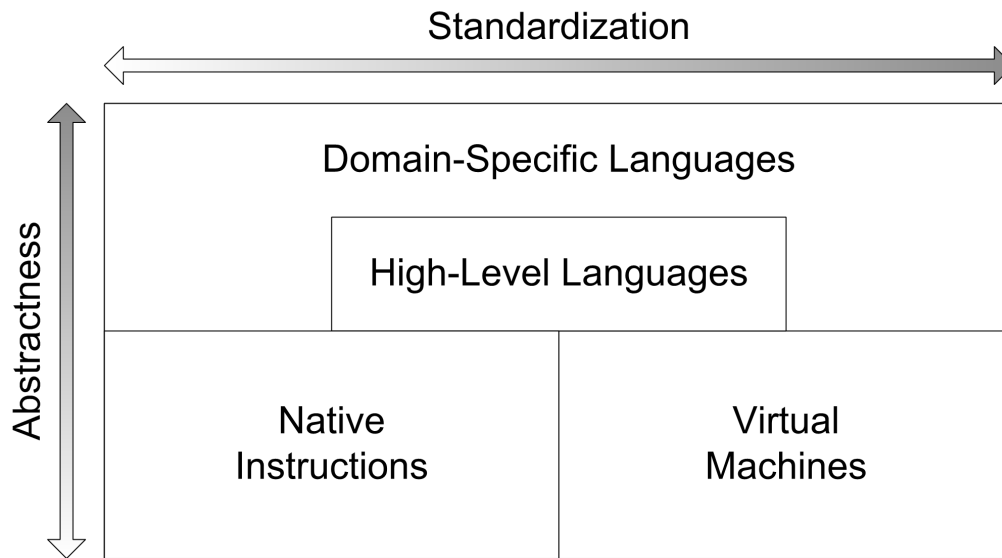 Standardization
Abstractness
Domain-Specific Languages
High-Level Languages
Native
Instructions
Virtual
Machines